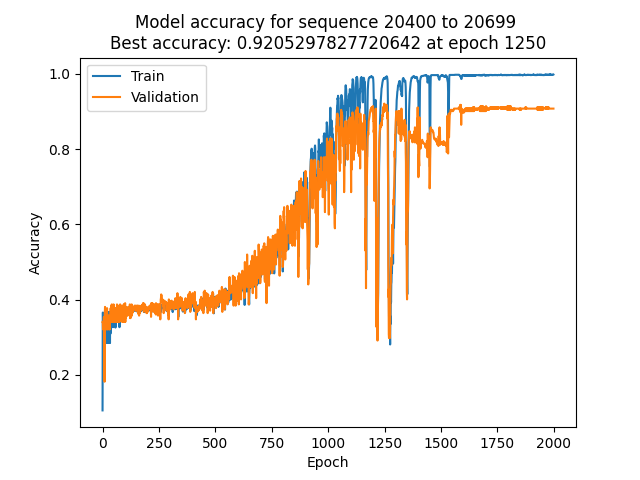 Model accuracy for sequence 20400 to 20699
Best accuracy: 0.9205297827720642 at epoch 1250
Train
Validation
1.0
0.8
0.6
0.4
0.2
Accuracy
0 250 500 750 1000 1250 1500 1750 2000
Epoch